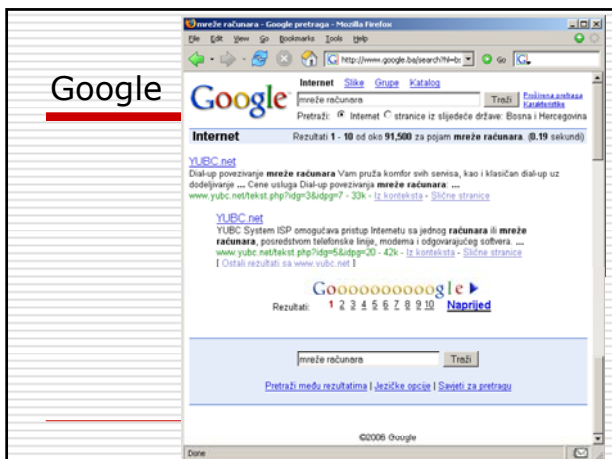 Google
mreže računara - Google pretraga - Mozilla Firefox
File Edit View Go Bookmarks Tools Help
http://www.google.ba/search?hl=bs Go
Internet Slike Grupe Katalog
Google
mreže računara Traži Proširena pretraga
Karakteristike
Pretraži: Internet stranice iz slijedeće države: Bosna i Hercegovina
Internet Rezultati 1 - 10 od oko 91,500 za pojam mreže računara. (0.19 sekundi)
YUBC.net
Dial-up povezivanje mreže računara Vam pruža komfor svih servisa, kao i klasičan dial-up uz
dodeljivanje ... Cene usluga Dial-up povezivanja mreže računara: ...
www.yubc.net/tekst.php?idg=3&idpg=7 - 33k - Iz konteksta - Slične stranice
YUBC.net
YUBC System ISP omogućava pristup Internetu sa jednog računara ili mreže
računara, posredstvom telefonske linije, modema i odgovarajućeg softvera. ...
www.yubc.net/tekst.php?idg=5&idpg=20 - 42k - Iz konteksta - Slične stranice
[ Ostali rezultati sa www.yubc.net ]
Goooooooooogle
Rezultati: 1 2 3 4 5 6 7 8 9 10 Naprijed
mreže računara Traži
Pretraži među rezultatima | Jezičke opcije | Savjeti za pretragu
©2006 Google
Done